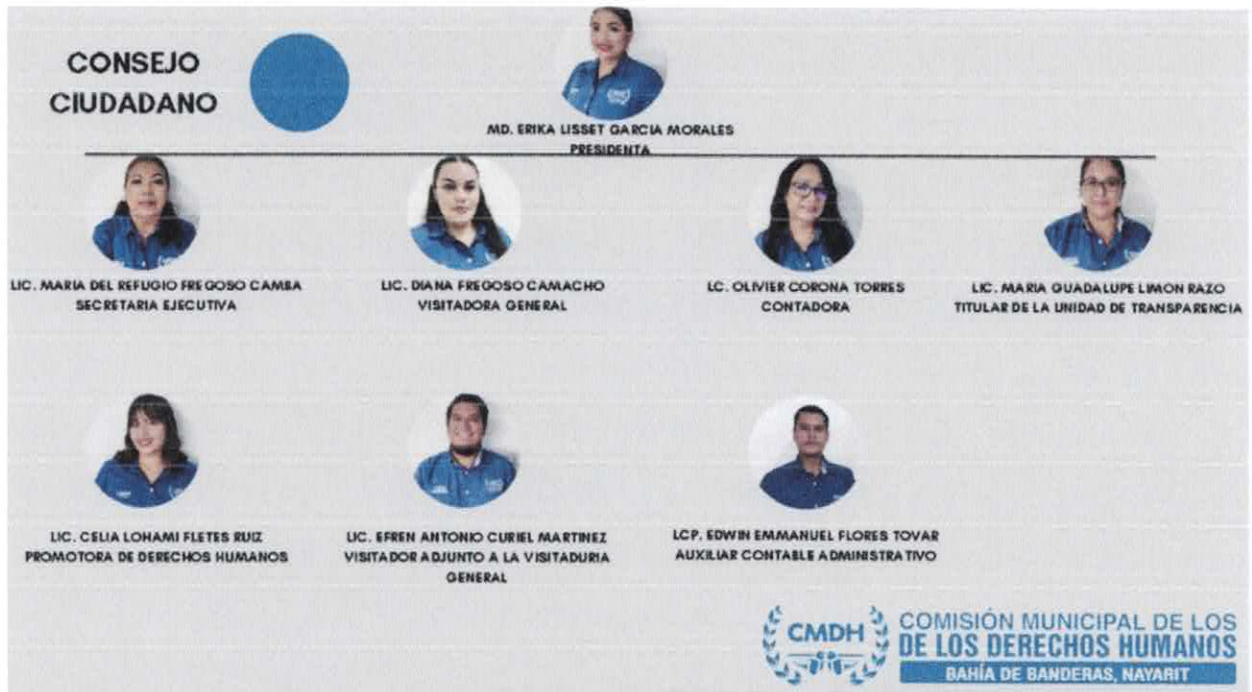 CONSEJO
CIUDADANO
MD. ERIKA LISSET GARCIA MORALES
PRESIDENTA
LIC. MARIA DEL REFUGIO FREGOSO CAMBA
SECRETARIA EJECUTIVA
LIC. DIANA FREGOSO CAMACHO
VISITADORA GENERAL
LC. OLIVIER CORONA TORRES
CONTADORA
LIC. MARIA GUADALUPE LIMON RAZO
TITULAR DE LA UNIDAD DE TRANSPARENCIA
LIC. CELIA LOHAMI FLETES RUIZ
PROMOTORA DE DERECHOS HUMANOS
LIC. EFREN ANTONIO CURIEL MARTINEZ
VISITADOR ADJUNTO A LA VISITADURIA
GENERAL
LCP. EDWIN EMMANUEL FLORES TOVAR
AUXILIAR CONTABLE ADMINISTRATIVO
CMDH
COMISIÓN MUNICIPAL DE LOS
DE LOS DERECHOS HUMANOS
BAHÍA DE BANDERAS, NAYARIT